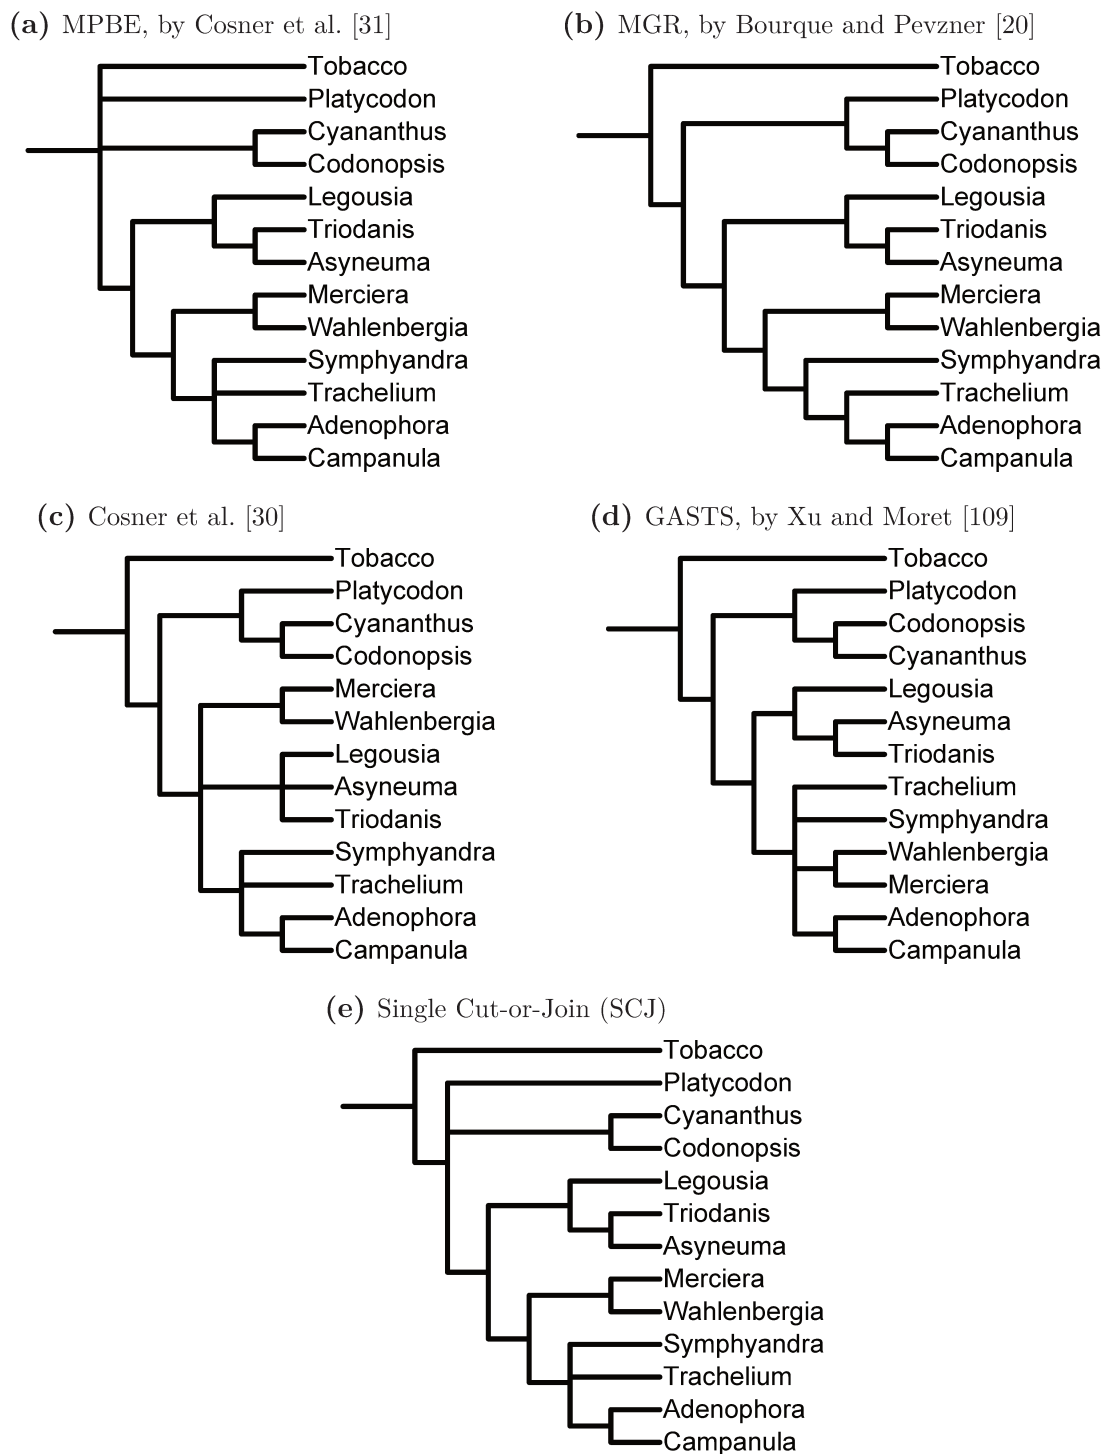 (a) MPBE, by Cosner et al. [31]
Tobacco
Platycodon
Cyananthus
Codonopsis
Legousia
Triodanis
Asyneuma
Merciera
Wahlenbergia
Symphyandra
Trachelium
Adenophora
Campanula
(b) MGR, by Bourque and Pevzner [20]
Tobacco
Platycodon
Cyananthus
Codonopsis
Legousia
Triodanis
Asyneuma
Merciera
Wahlenbergia
Symphyandra
Trachelium
Adenophora
Campanula
(c) Cosner et al. [30]
Tobacco
Platycodon
Cyananthus
Codonopsis
Merciera
Wahlenbergia
Legousia
Asyneuma
Triodanis
Symphyandra
Trachelium
Adenophora
Campanula
(d) GASTS, by Xu and Moret [109]
Tobacco
Platycodon
Codonopsis
Cyananthus
Legousia
Asyneuma
Triodanis
Trachelium
Symphyandra
Wahlenbergia
Merciera
Adenophora
Campanula
(e) Single Cut-or-Join (SCJ)
Tobacco
Platycodon
Cyananthus
Codonopsis
Legousia
Triodanis
Asyneuma
Merciera
Wahlenbergia
Symphyandra
Trachelium
Adenophora
Campanula